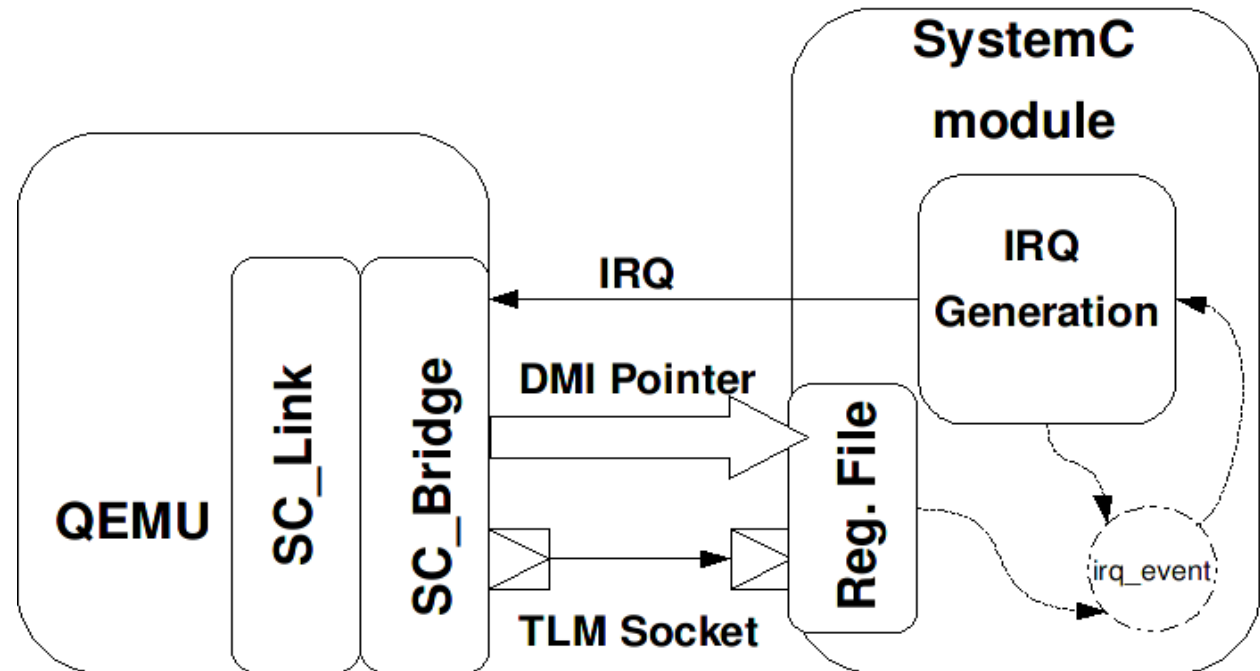 SystemC
module
IRQ
Generation
IRQ
DMI Pointer
SC_Link
SC_Bridge
Reg. File
QEMU
irq_event
TLM Socket